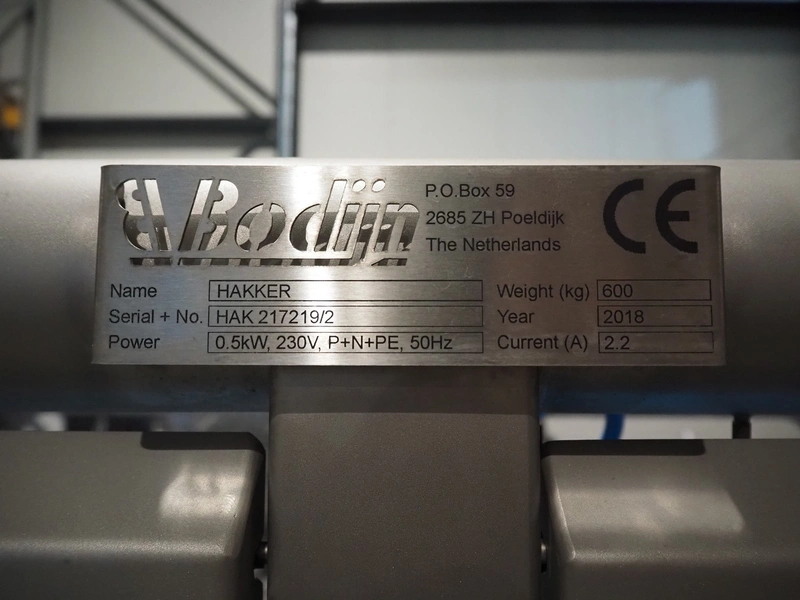 Bodijn
P.O.Box 59
2685 ZH Poeldijk
The Netherlands
CE
Name HAKKER Weight (kg) 600
Serial + No. HAK 217219/2 Year 2018
Power 0.5kW, 230V, P+N+PE, 50Hz Current (A) 2.2